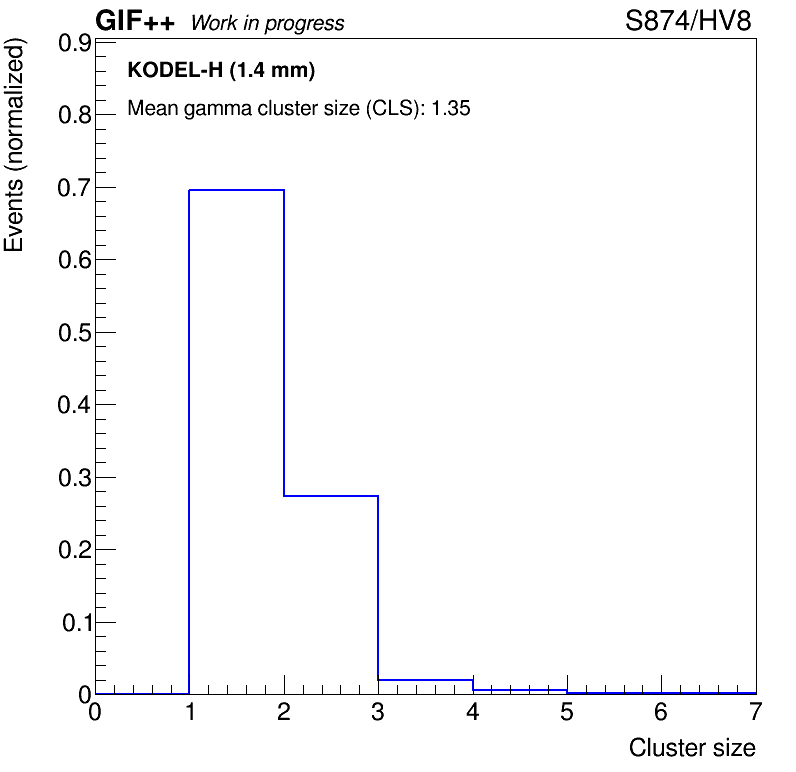 GIF++ Work in progress S874/HV8
KODEL-H (1.4 mm)
Mean gamma cluster size (CLS): 1.35
Events (normalized)
0.9
0.8
0.7
0.6
0.5
0.4
0.3
0.2
0.1
0
0 1 2 3 4 5 6 7
Cluster size